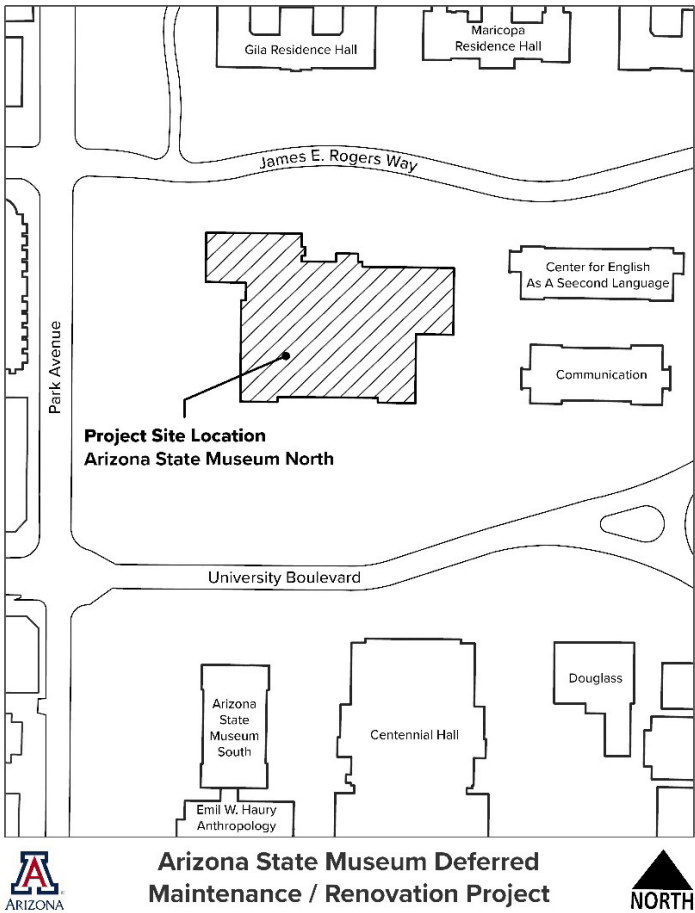 Gila Residence Hall
Maricopa
Residence Hall
James E. Rogers Way
Center for English
As A Seecond Language
Park Avenue
Communication
Project Site Location
Arizona State Museum North
University Boulevard
Arizona
State
Museum
South
Centennial Hall
Douglass
Emil W. Haury
Anthropology
A
ARIZONA
Arizona State Museum Deferred
Maintenance / Renovation Project
NORTH